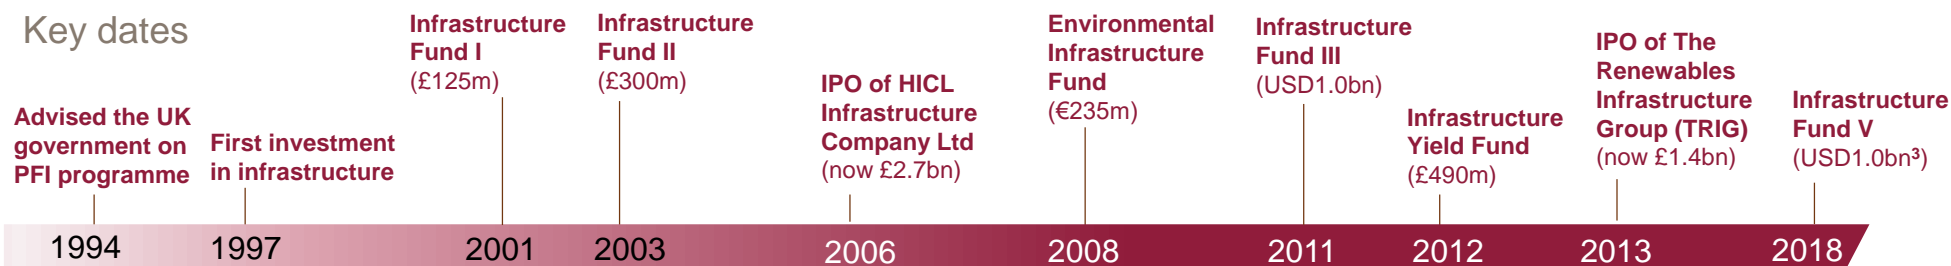 Key dates
Advised the UK
government on
PFI programme
1994
First investment
in infrastructure
1997
Infrastructure
Fund I
(£125m)
2001
Infrastructure
Fund II
(£300m)
2003
IPO of HICL
Infrastructure
Company Ltd
(now £2.7bn)
2006
Environmental
Infrastructure
Fund
(€235m)
2008
Infrastructure
Fund III
(USD1.0bn)
2011
Infrastructure
Yield Fund
(£490m)
2012
IPO of The
Renewables
Infrastructure
Group (TRIG)
(now £1.4bn)
2013
Infrastructure
Fund V
(USD1.0bn³)
2018